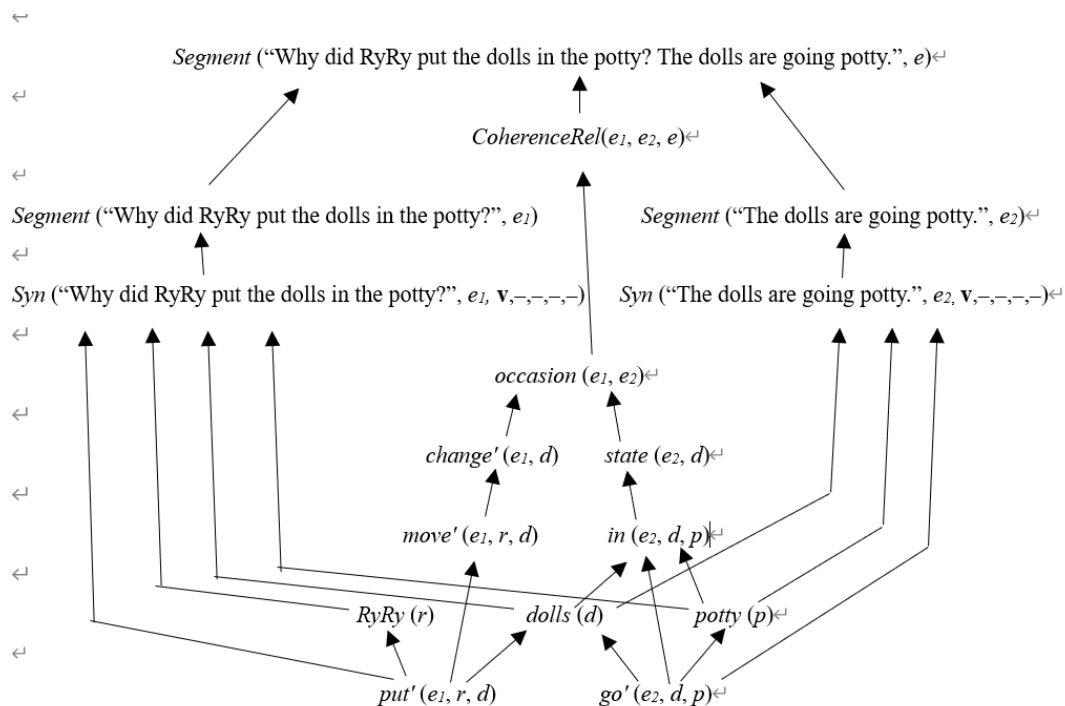 Segment (“Why did RyRy put the dolls in the potty? The dolls are going potty.”, e)↵
CoherenceRel(e1, e2, e)↵
Segment (“Why did RyRy put the dolls in the potty?”, e1) Segment (“The dolls are going potty.”, e2)↵
Syn (“Why did RyRy put the dolls in the potty?”, e1, v,–,–,–,–) Syn (“The dolls are going potty.”, e2, v,–,–,–,–)↵
occasion (e1, e2)↵
change' (e1, d) state (e2, d)↵
move' (e1, r, d) in (e2, d, p)↵
RyRy (r) dolls (d) potty (p)↵
put' (e1, r, d) go' (e2, d, p)↵